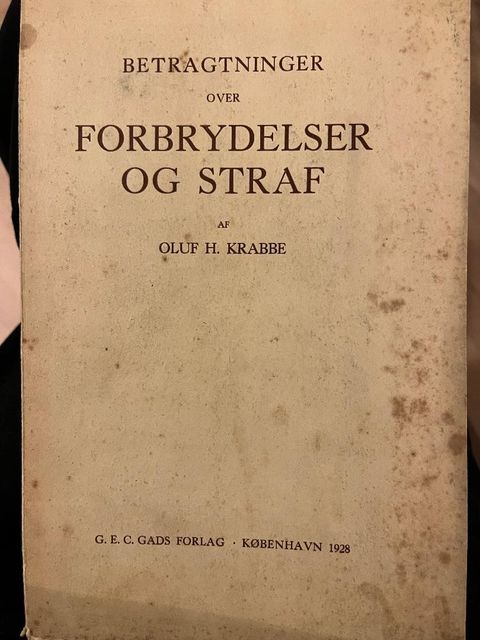 BETRAGTNINGER
OVER
FORBRYDELSER
OG STRAF
AF
OLUF H. KRABBE
G. E. C. GADS FORLAG · KØBENHAVN 1928